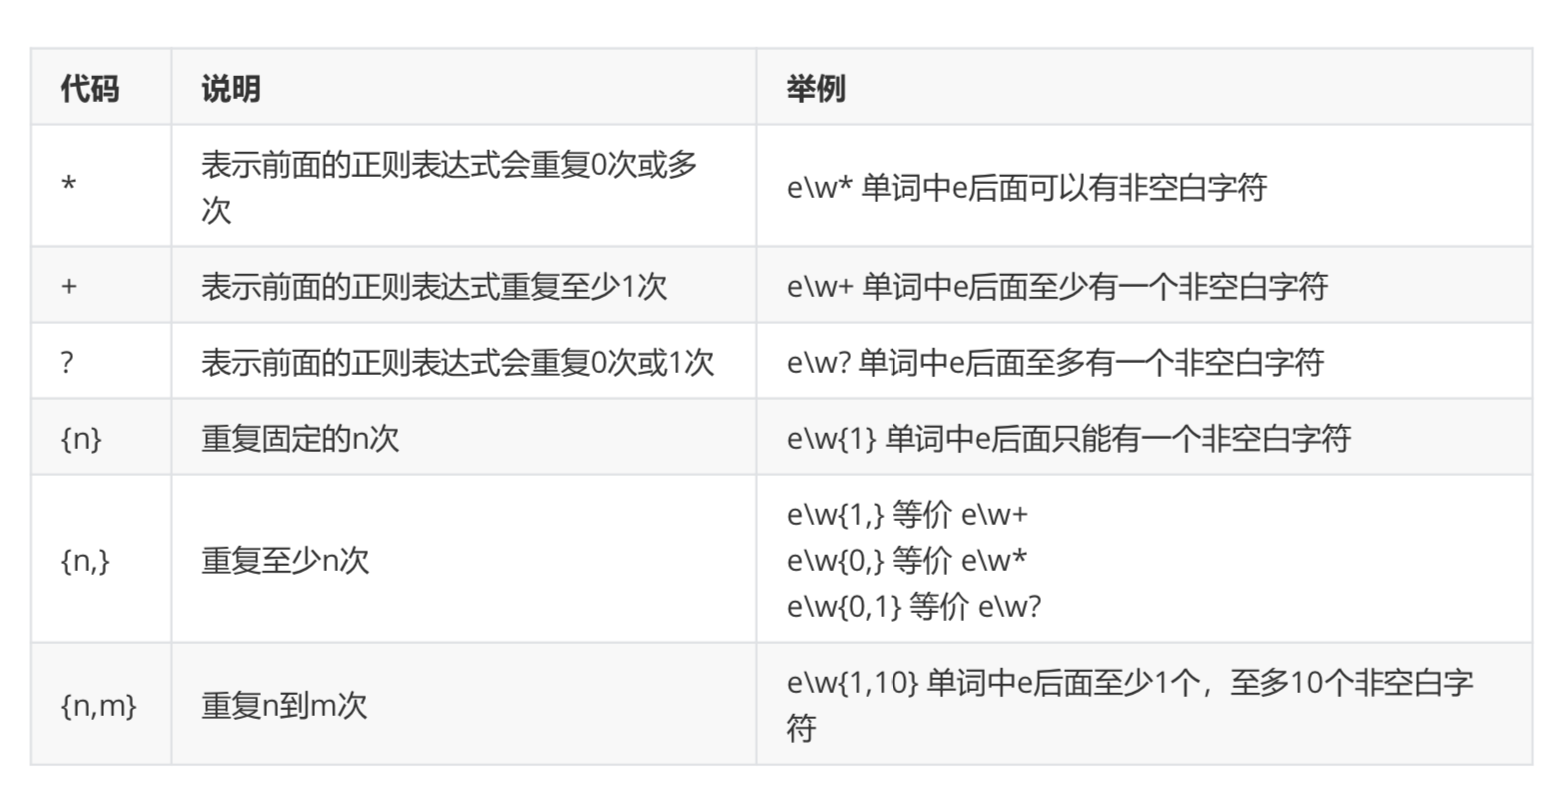 代码 说明 举例
* 表示前面的正则表达式会重复0次或多
次
e\w* 单词中e后面可以有非空白字符
+ 表示前面的正则表达式重复至少1次 e\w+ 单词中e后面至少有一个非空白字符
? 表示前面的正则表达式会重复0次或1次 e\w? 单词中e后面至多有一个非空白字符
{n} 重复固定的n次 e\w{1} 单词中e后面只能有一个非空白字符
{n,} 重复至少n次
e\w{1,} 等价 e\w+
e\w{0,} 等价 e\w*
e\w{0,1} 等价 e\w?
{n,m} 重复n到m次
e\w{1,10} 单词中e后面至少1个，至多10个非空白字
符